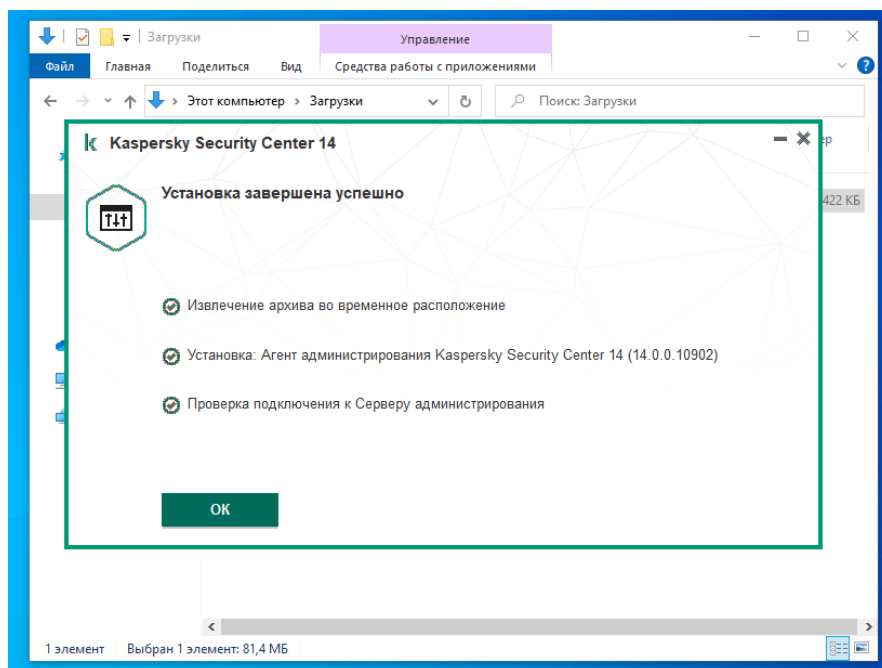 Загрузки
Управление
Файл Главная Поделиться Вид Средства работы с приложениями
Этот компьютер › Загрузки Поиск: Загрузки
Kaspersky Security Center 14
Установка завершена успешно
422 КБ
Извлечение архива во временное расположение
Установка: Агент администрирования Kaspersky Security Center 14 (14.0.0.10902)
Проверка подключения к Серверу администрирования
ОК
1 элемент Выбран 1 элемент: 81,4 МБ